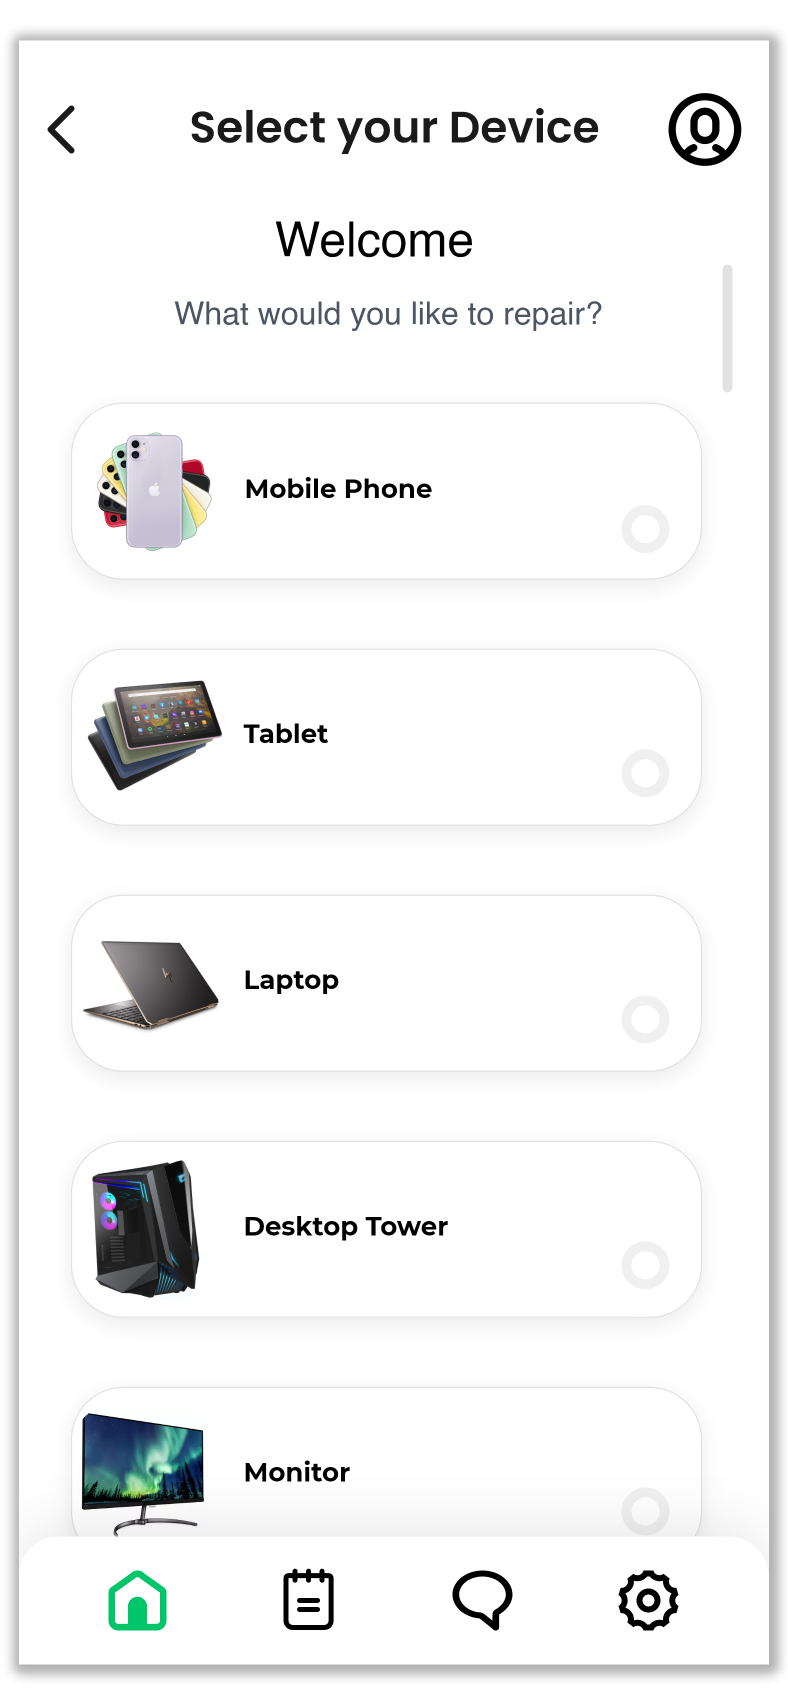 Select your Device
Welcome
What would you like to repair?
Mobile Phone
Tablet
Laptop
Desktop Tower
Monitor